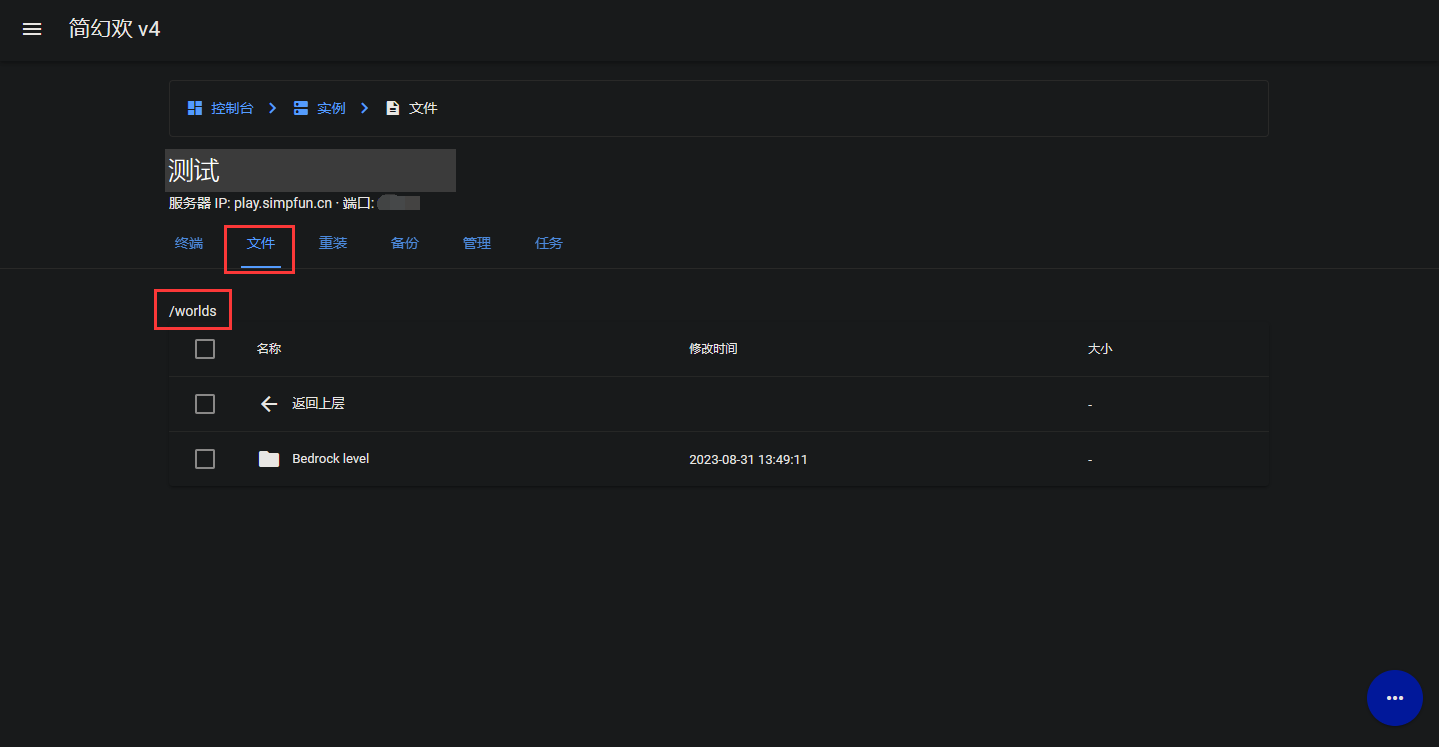 简幻欢 v4
控制台 实例 文件
测试
服务器 IP: play.simpfun.cn · 端口:
终端 文件 重装 备份 管理 任务
/worlds
名称 修改时间 大小
返回上层 -
Bedrock level 2023-08-31 13:49:11 -